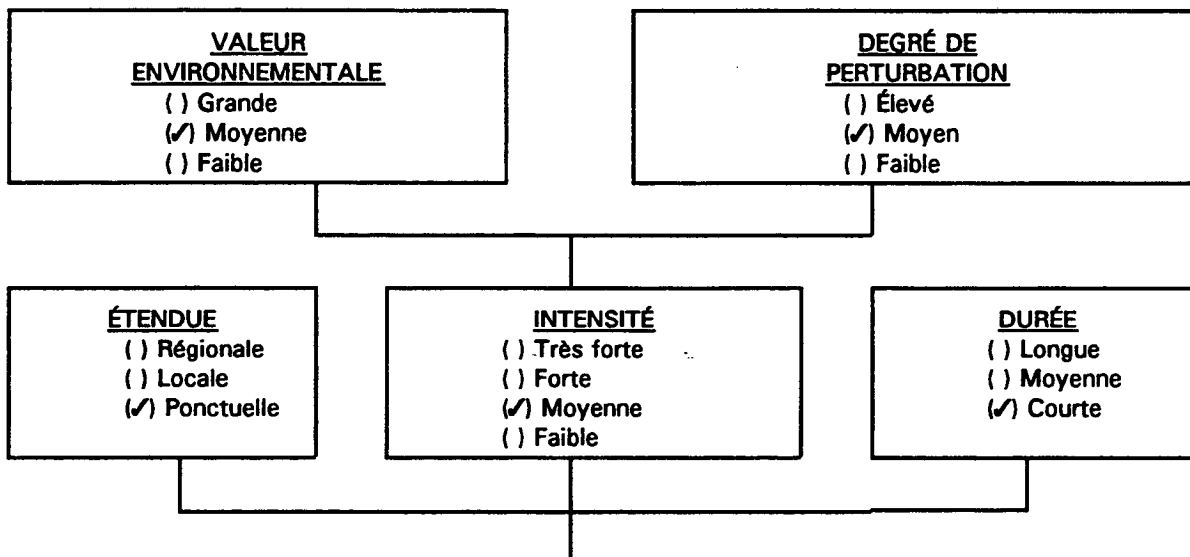 VALEUR
ENVIRONNEMENTALE
( ) Grande
(✓) Moyenne
( ) Faible
DEGRÉ DE
PERTURBATION
( ) Élevé
(✓) Moyen
( ) Faible
ÉTENDUE
( ) Régionale
( ) Locale
(✓) Ponctuelle
INTENSITÉ
( ) Très forte
( ) Forte
(✓) Moyenne
( ) Faible
DURÉE
( ) Longue
( ) Moyenne
(✓) Courte